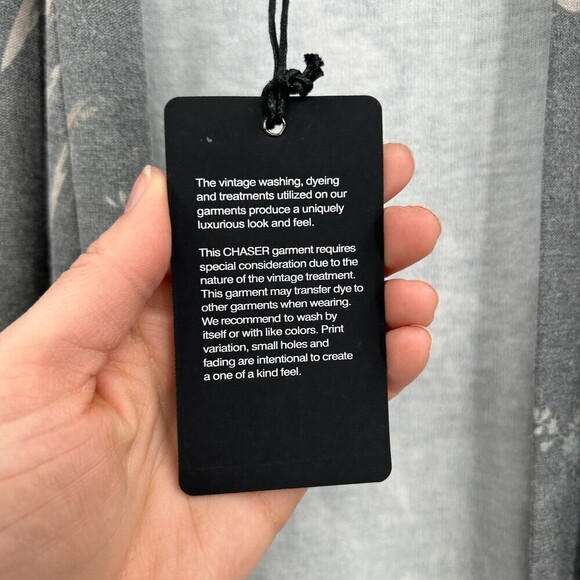 The vintage washing, dyeing
and treatments utilized on our
garments produce a uniquely
luxurious look and feel.
This CHASER garment requires
special consideration due to the
nature of the vintage treatment.
This garment may transfer dye to
other garments when wearing.
We recommend to wash by
itself or with like colors. Print
variation, small holes and
fading are intentional to create
a one of a kind feel.